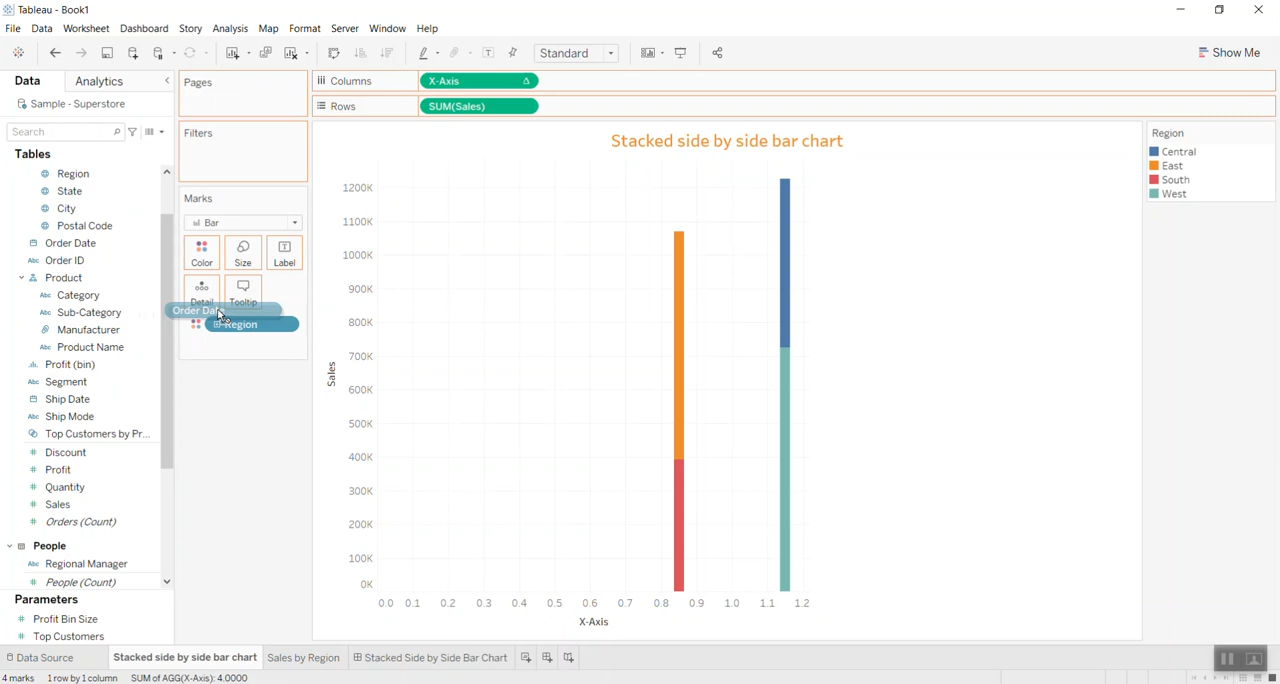 Tableau - Book1
File Data Worksheet Dashboard Story Analysis Map Format Server Window Help
Standard
Show Me
Data Analytics
Sample - Superstore
Search
Tables
Region
State
City
Postal Code
Order Date
Abc Order ID
Product
Abc Category
Abc Sub-Category
Manufacturer
Abc Product Name
Profit (bin)
Abc Segment
Ship Date
Abc Ship Mode
Top Customers by Pr...
# Discount
# Profit
# Quantity
# Sales
# Orders (Count)
People
Abc Regional Manager
# People (Count)
Parameters
# Profit Bin Size
# Top Customers
Pages
Filters
Marks
Bar
Color Size Label
Detail Tooltip
Order Dat
Region
Columns X-Axis Δ
Rows SUM(Sales)
Stacked side by side bar chart
1200K
1100K
1000K
900K
800K
700K
600K
500K
400K
300K
200K
100K
0K
Sales
0.0 0.1 0.2 0.3 0.4 0.5 0.6 0.7 0.8 0.9 1.0 1.1 1.2
X-Axis
Region
Central
East
South
West
Data Source Stacked side by side bar chart Sales by Region Stacked Side by Side Bar Chart
4 marks 1 row by 1 column SUM of AGG(X-Axis): 4.0000